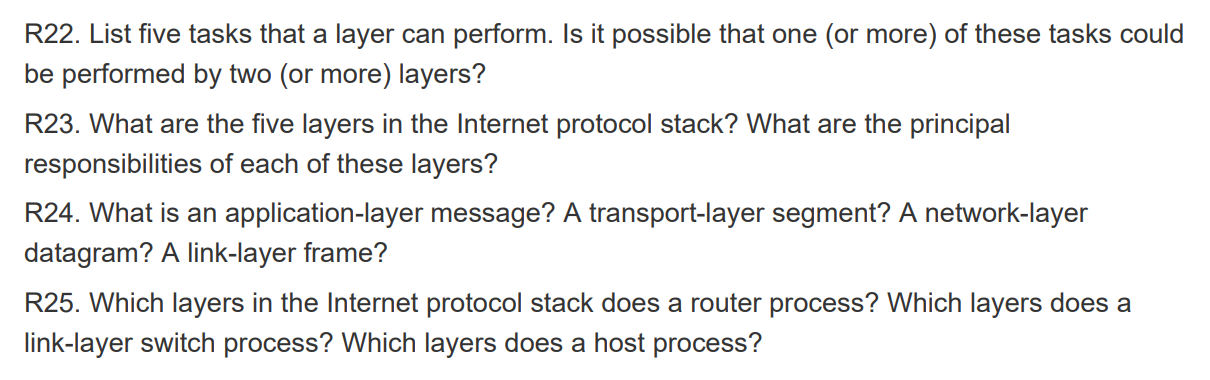 R22. List five tasks that a layer can perform. Is it possible that one (or more) of these tasks could
be performed by two (or more) layers?
R23. What are the five layers in the Internet protocol stack? What are the principal
responsibilities of each of these layers?
R24. What is an application-layer message? A transport-layer segment? A network-layer
datagram? A link-layer frame?
R25. Which layers in the Internet protocol stack does a router process? Which layers does a
link-layer switch process? Which layers does a host process?